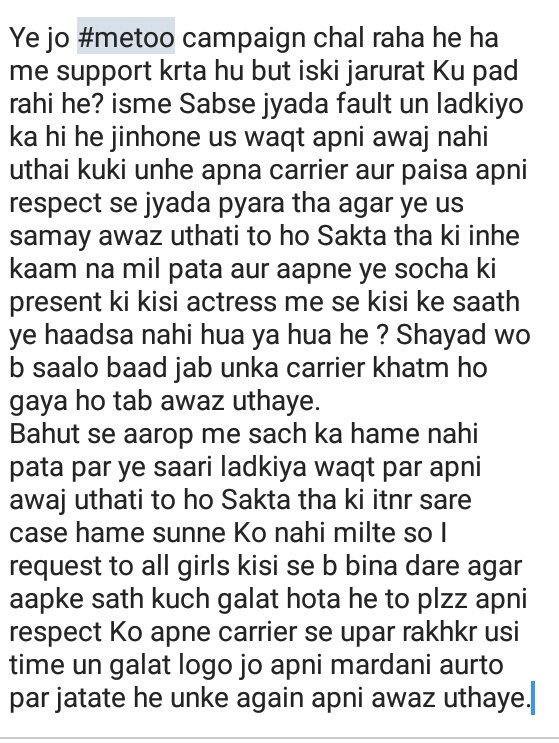 Ye jo #metoo campaign chal raha he ha
me support krta hu but iski jarurat Ku pad
rahi he? isme Sabse jyada fault un ladkiyo
ka hi he jinhone us waqt apni awaj nahi
uthai kuki unhe apna carrier aur paisa apni
respect se jyada pyara tha agar ye us
samay awaz uthati to ho Sakta tha ki inhe
kaam na mil pata aur aapne ye socha ki
present ki kisi actress me se kisi ke saath
ye haadsa nahi hua ya hua he ? Shayad wo
b saalo baad jab unka carrier khatm ho
gaya ho tab awaz uthaye.
Bahut se aarop me sach ka hame nahi
pata par ye saari ladkiya waqt par apni
awaj uthati to ho Sakta tha ki itnr sare
case hame sunne Ko nahi milte so I
request to all girls kisi se b bina dare agar
aapke sath kuch galat hota he to plzz apni
respect Ko apne carrier se upar rakhkr usi
time un galat logo jo apni mardani aurto
par jatate he unke again apni awaz uthaye.